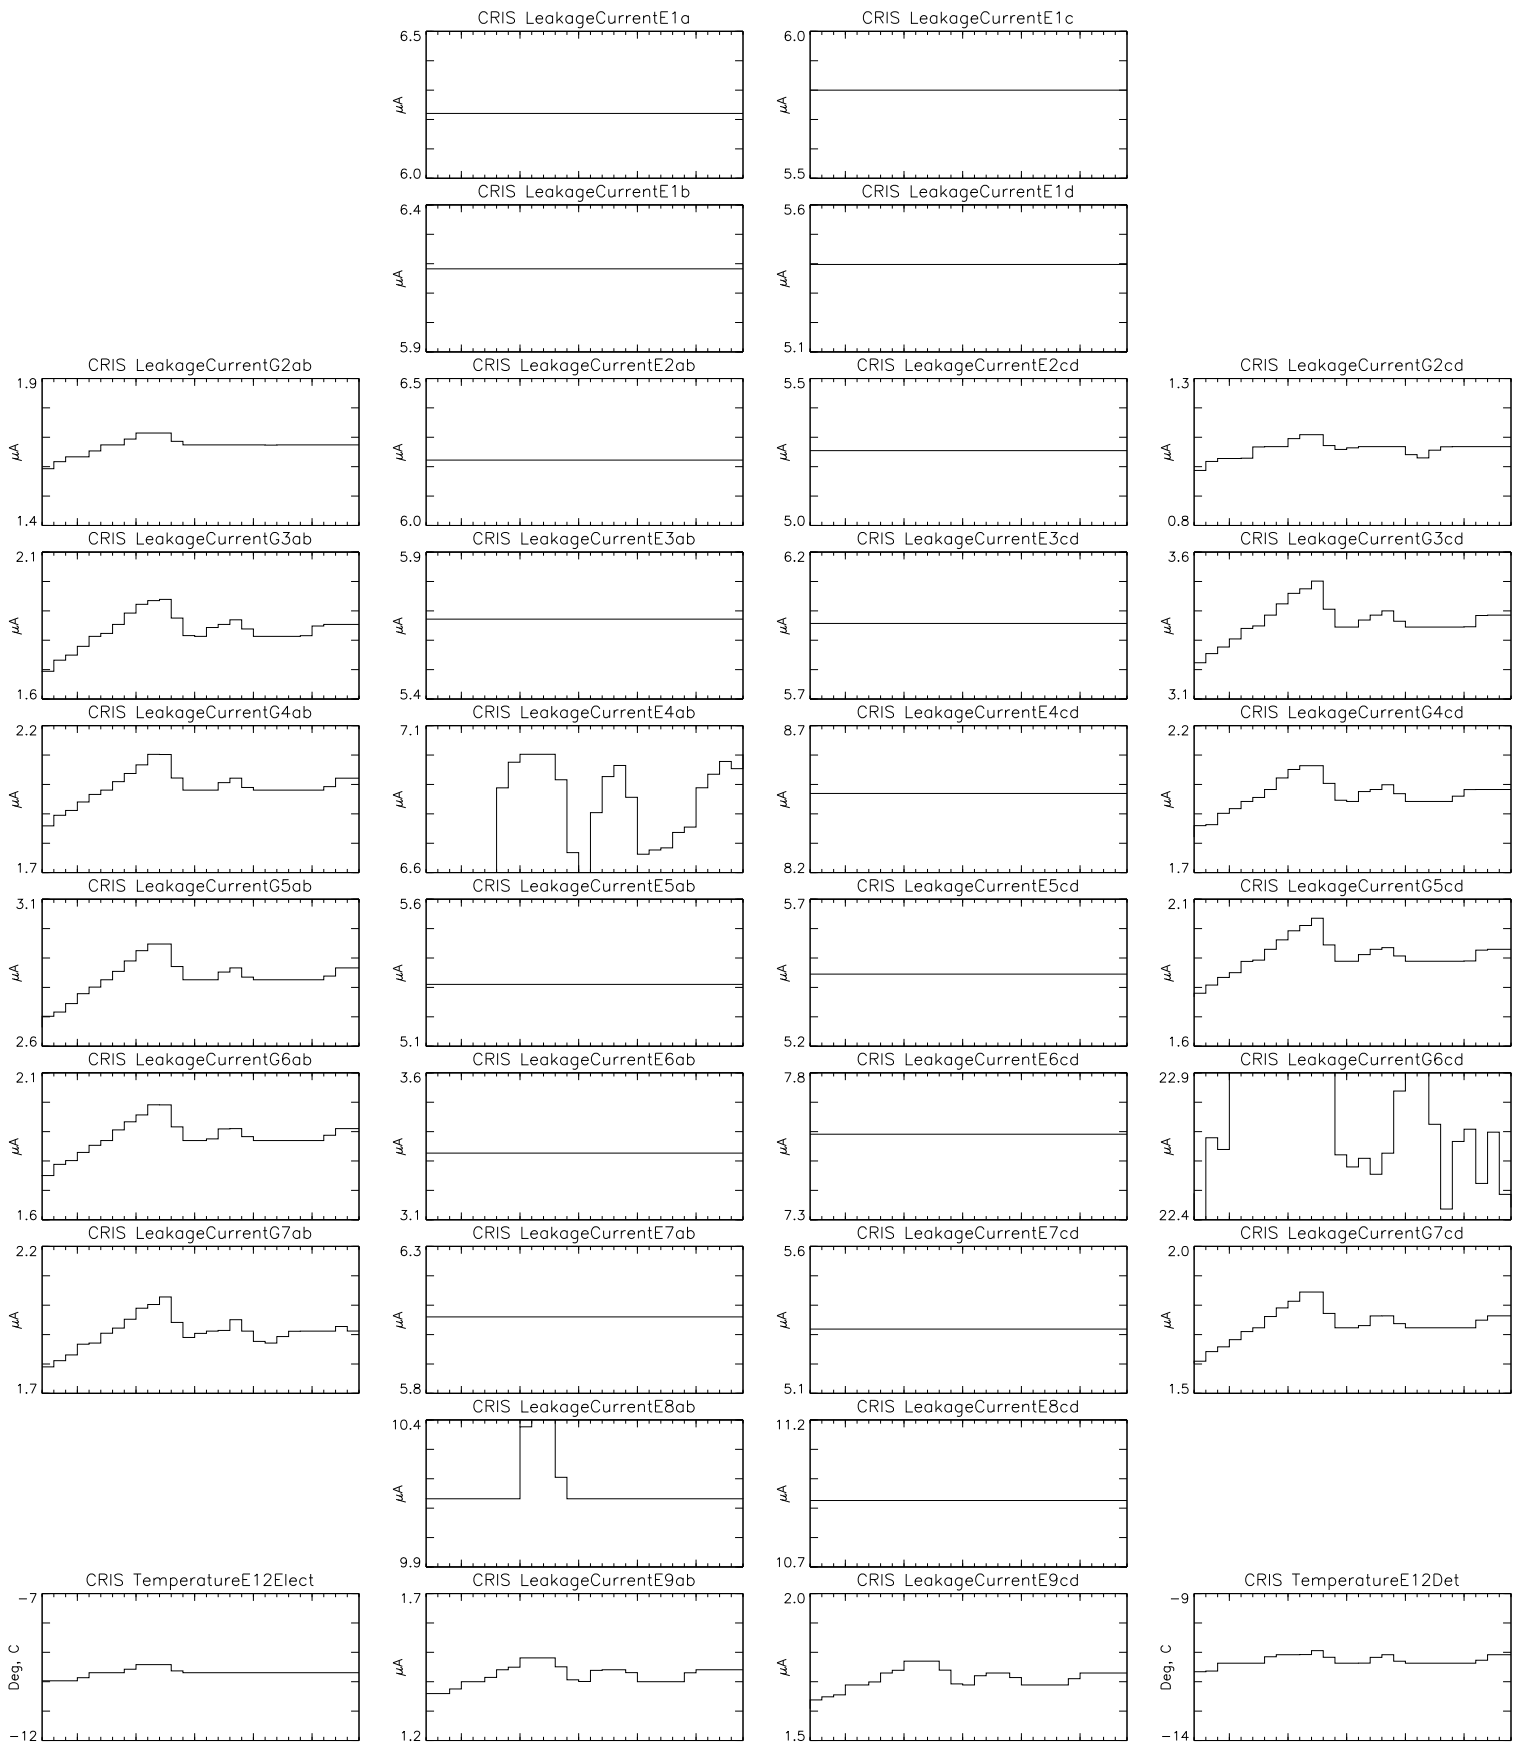 CRIS LeakageCurrentE1a
6.5
μA
6.0
CRIS LeakageCurrentE1c
6.0
μA
5.5
CRIS LeakageCurrentE1b
6.4
μA
5.9
CRIS LeakageCurrentE1d
5.6
μA
5.1
CRIS LeakageCurrentG2ab
1.9
μA
1.4
CRIS LeakageCurrentE2ab
6.5
μA
6.0
CRIS LeakageCurrentE2cd
5.5
μA
5.0
CRIS LeakageCurrentG2cd
1.3
μA
0.8
CRIS LeakageCurrentG3ab
2.1
μA
1.6
CRIS LeakageCurrentE3ab
5.9
μA
5.4
CRIS LeakageCurrentE3cd
6.2
μA
5.7
CRIS LeakageCurrentG3cd
3.6
μA
3.1
CRIS LeakageCurrentG4ab
2.2
μA
1.7
CRIS LeakageCurrentE4ab
7.1
μA
6.6
CRIS LeakageCurrentE4cd
8.7
μA
8.2
CRIS LeakageCurrentG4cd
2.2
μA
1.7
CRIS LeakageCurrentG5ab
3.1
μA
2.6
CRIS LeakageCurrentE5ab
5.6
μA
5.1
CRIS LeakageCurrentE5cd
5.7
μA
5.2
CRIS LeakageCurrentG5cd
2.1
μA
1.6
CRIS LeakageCurrentG6ab
2.1
μA
1.6
CRIS LeakageCurrentE6ab
3.6
μA
3.1
CRIS LeakageCurrentE6cd
7.8
μA
7.3
CRIS LeakageCurrentG6cd
22.9
μA
22.4
CRIS LeakageCurrentG7ab
2.2
μA
1.7
CRIS LeakageCurrentE7ab
6.3
μA
5.8
CRIS LeakageCurrentE7cd
5.6
μA
5.1
CRIS LeakageCurrentG7cd
2.0
μA
1.5
CRIS LeakageCurrentE8ab
10.4
μA
9.9
CRIS LeakageCurrentE8cd
11.2
μA
10.7
CRIS TemperatureE12Elect
-7
Deg, C
-12
CRIS LeakageCurrentE9ab
1.7
μA
1.2
CRIS LeakageCurrentE9cd
2.0
μA
1.5
CRIS TemperatureE12Det
-9
Deg, C
-14